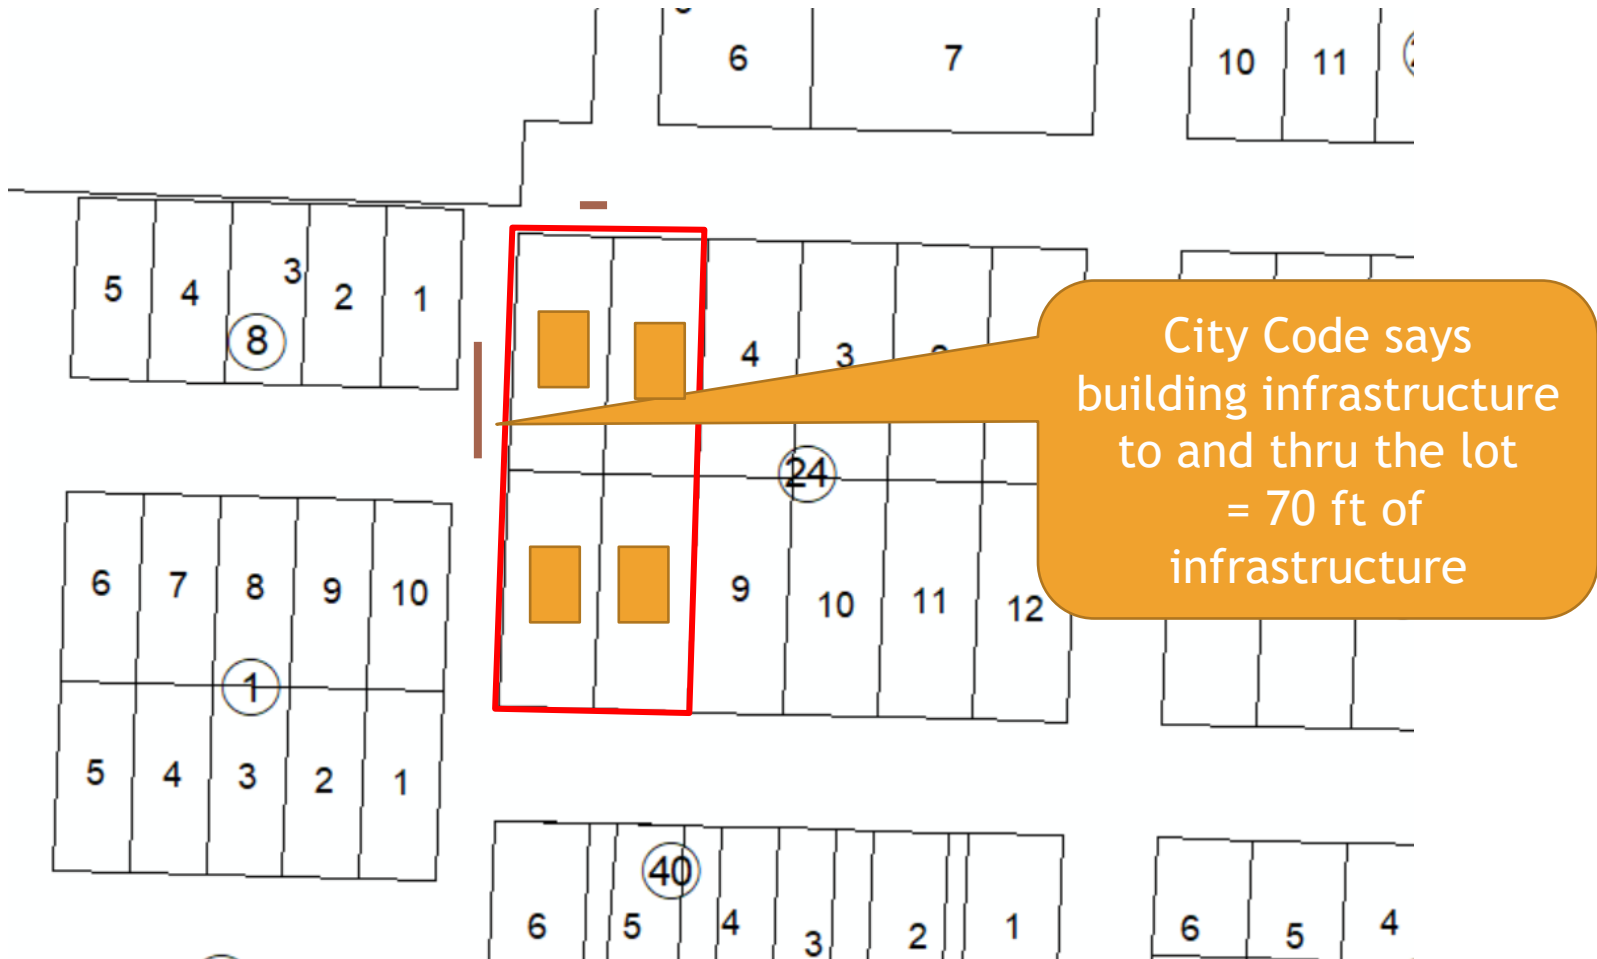 6 7 10 11
5 4 3 2 1
8
4 3
City Code says
building infrastructure
to and thru the lot
= 70 ft of
infrastructure
24
6 7 8 9 10
9 10 11 12
1
5 4 3 2 1
40
6 5 4 3 2 1
6 5 4